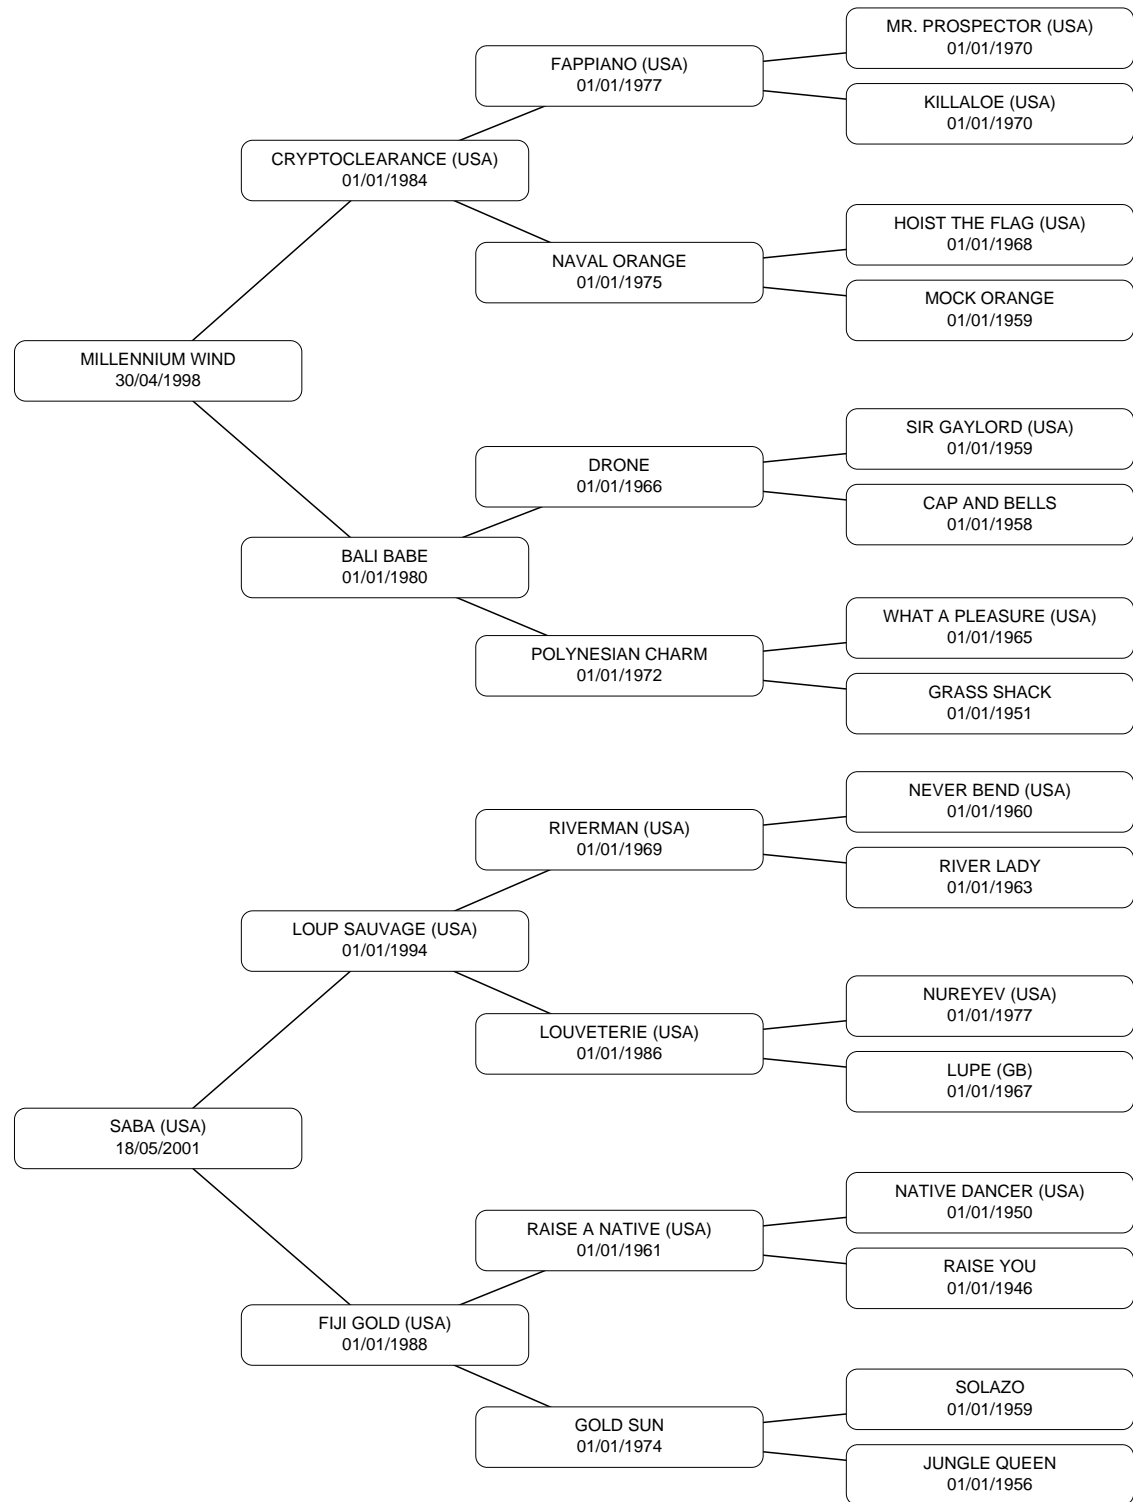 MR. PROSPECTOR (USA)
01/01/1970
FAPPIANO (USA)
01/01/1977
KILLALOE (USA)
01/01/1970
CRYPTOCLEARANCE (USA)
01/01/1984
HOIST THE FLAG (USA)
01/01/1968
NAVAL ORANGE
01/01/1975
MOCK ORANGE
01/01/1959
MILLENNIUM WIND
30/04/1998
SIR GAYLORD (USA)
01/01/1959
DRONE
01/01/1966
CAP AND BELLS
01/01/1958
BALI BABE
01/01/1980
WHAT A PLEASURE (USA)
01/01/1965
POLYNESIAN CHARM
01/01/1972
GRASS SHACK
01/01/1951
NEVER BEND (USA)
01/01/1960
RIVERMAN (USA)
01/01/1969
RIVER LADY
01/01/1963
LOUP SAUVAGE (USA)
01/01/1994
NUREYEV (USA)
01/01/1977
LOUVETERIE (USA)
01/01/1986
LUPE (GB)
01/01/1967
SABA (USA)
18/05/2001
NATIVE DANCER (USA)
01/01/1950
RAISE A NATIVE (USA)
01/01/1961
RAISE YOU
01/01/1946
FIJI GOLD (USA)
01/01/1988
SOLAZO
01/01/1959
GOLD SUN
01/01/1974
JUNGLE QUEEN
01/01/1956